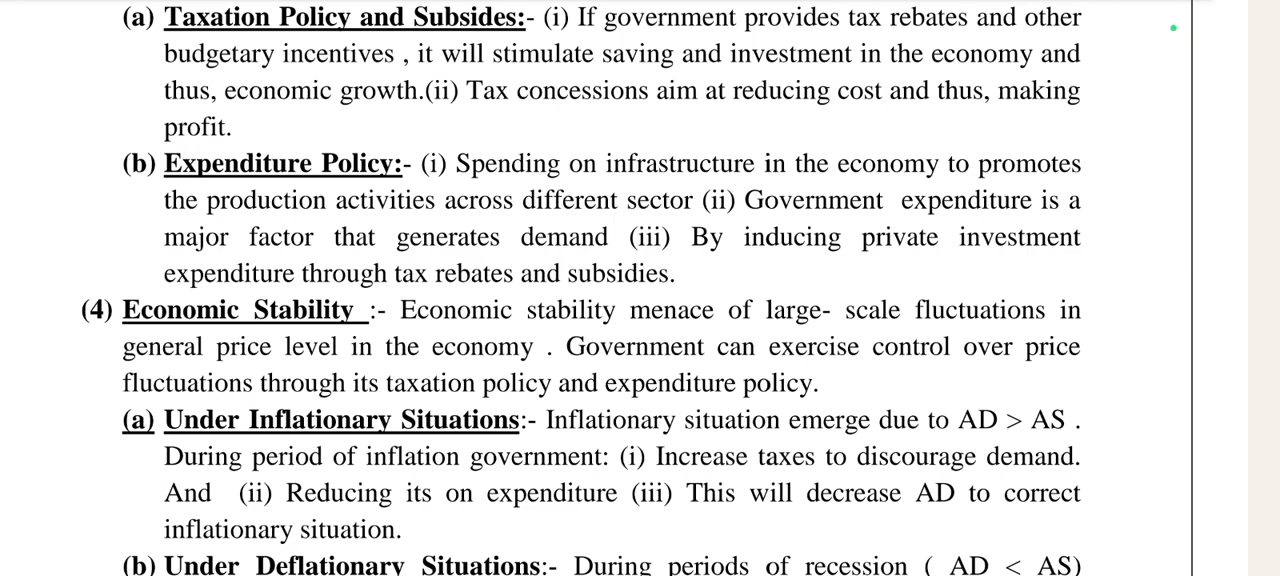 (a) Taxation Policy and Subsides:- (i) If government provides tax rebates and other
budgetary incentives , it will stimulate saving and investment in the economy and
thus, economic growth.(ii) Tax concessions aim at reducing cost and thus, making
profit.
(b) Expenditure Policy:- (i) Spending on infrastructure in the economy to promotes
the production activities across different sector (ii) Government expenditure is a
major factor that generates demand (iii) By inducing private investment
expenditure through tax rebates and subsidies.
(4) Economic Stability :- Economic stability menace of large- scale fluctuations in
general price level in the economy . Government can exercise control over price
fluctuations through its taxation policy and expenditure policy.
(a) Under Inflationary Situations:- Inflationary situation emerge due to AD > AS .
During period of inflation government: (i) Increase taxes to discourage demand.
And (ii) Reducing its on expenditure (iii) This will decrease AD to correct
inflationary situation.
(b) Under Deflationary Situations:- During periods of recession ( AD < AS)